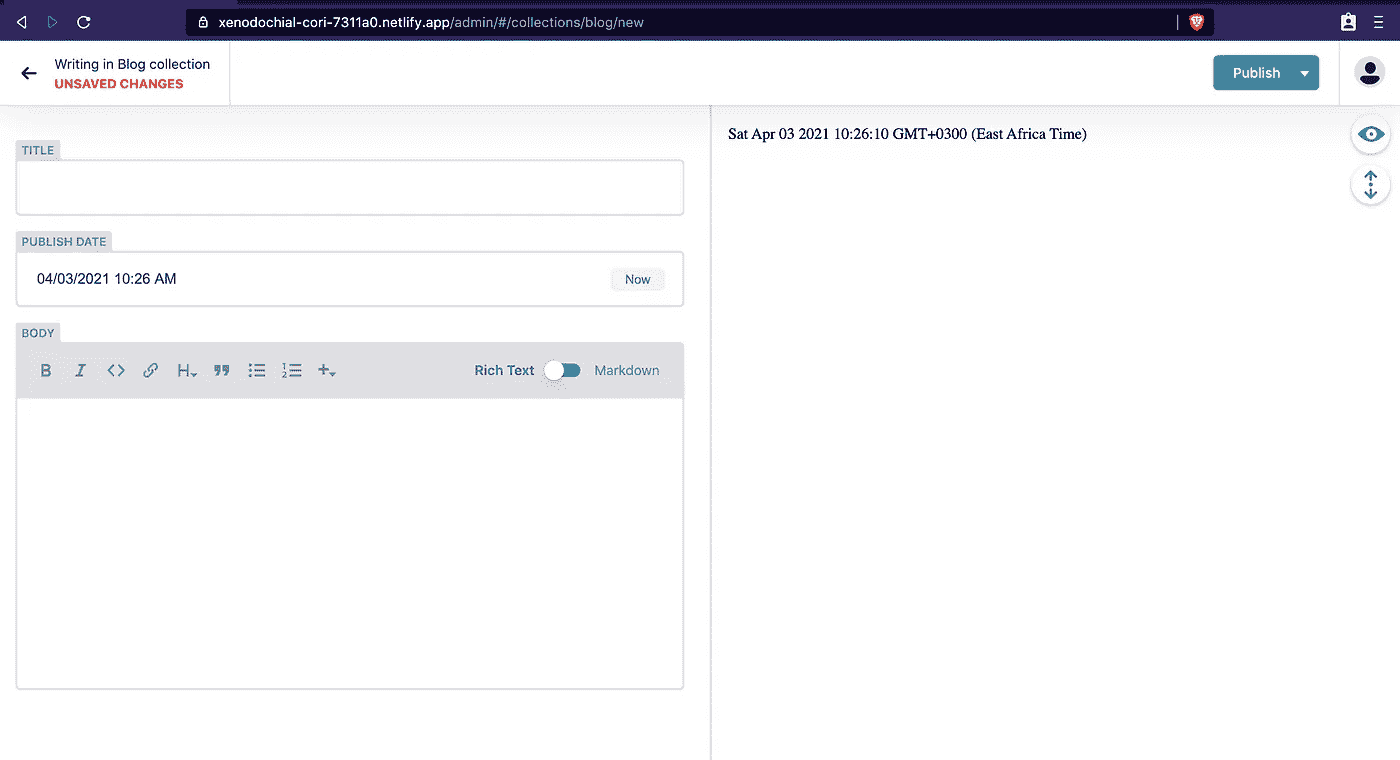 xenodochial-cori-7311a0.netlify.app/admin/#/collections/blog/new
Writing in Blog collection
UNSAVED CHANGES
Publish
TITLE
PUBLISH DATE
04/03/2021 10:26 AM
Now
BODY
B I <> H Rich Text Markdown
Sat Apr 03 2021 10:26:10 GMT+0300 (East Africa Time)